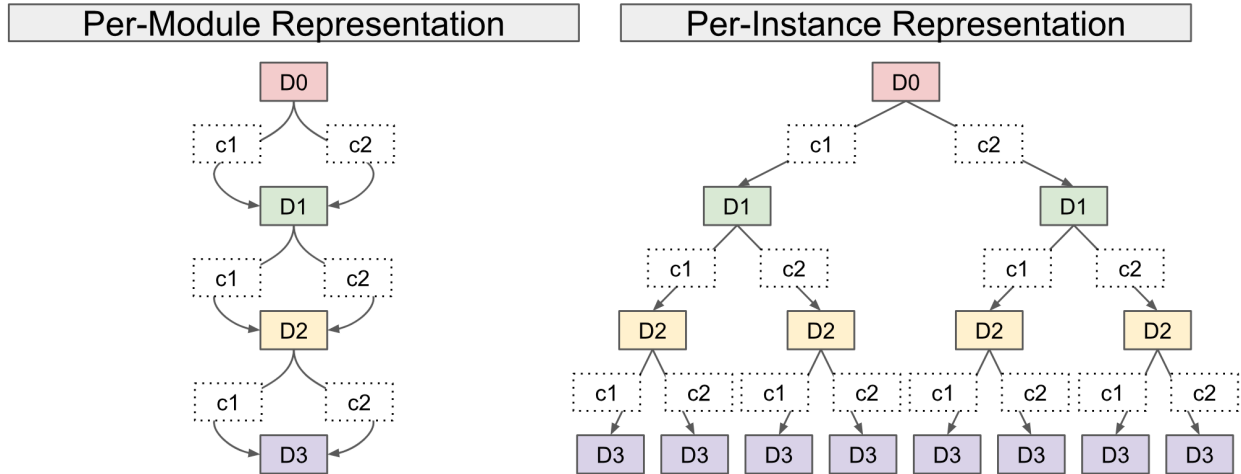 Per-Module Representation
Per-Instance Representation
D0
c1 c2
D1
c1 c2
D2
c1 c2
D3
D0
c1 c2
D1 D1
c1 c2 c1 c2
D2 D2 D2 D2
c1 c2 c1 c2 c1 c2 c1 c2
D3 D3 D3 D3 D3 D3 D3 D3